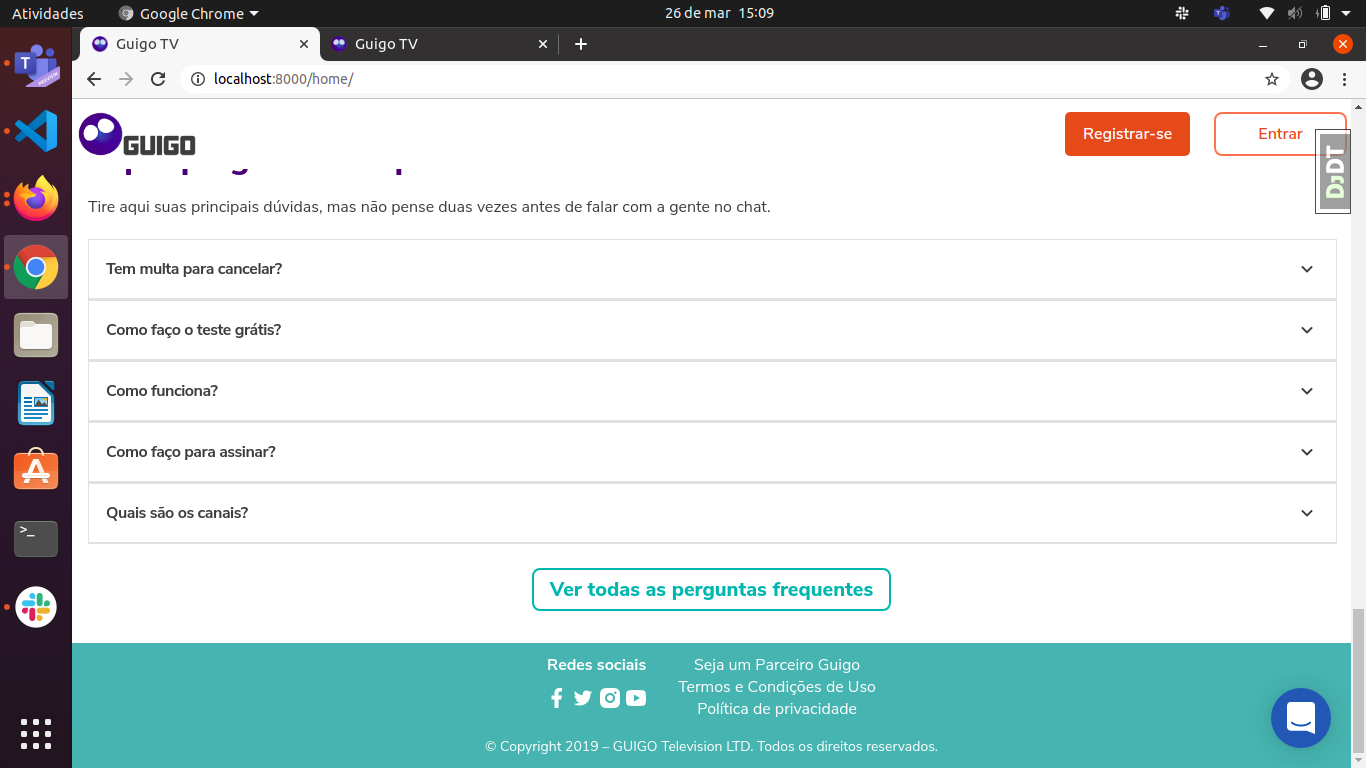 Atividades
Google Chrome
26 de mar 15:09
Guigo TV
Guigo TV
localhost:8000/home/
GUIGO
Registrar-se
Entrar
DJDT
Tire aqui suas principais dúvidas, mas não pense duas vezes antes de falar com a gente no chat.
Tem multa para cancelar?
Como faço o teste grátis?
Como funciona?
Como faço para assinar?
Quais são os canais?
Ver todas as perguntas frequentes
Redes sociais
Seja um Parceiro Guigo
Termos e Condições de Uso
Política de privacidade
© Copyright 2019 – GUIGO Television LTD. Todos os direitos reservados.